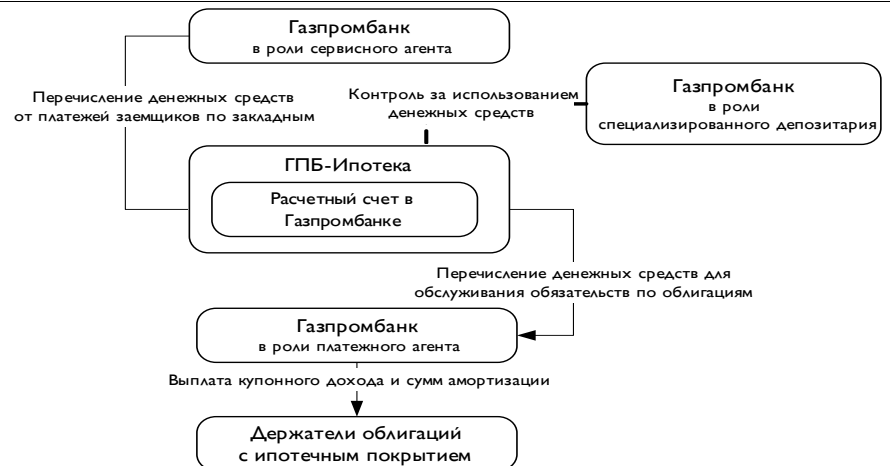 Газпромбанк
в роли сервисного агента
Перечисление денежных средств
от платежей заемщиков по закладным
Контроль за использованием
денежных средств
Газпромбанк
в роли
специализированного депозитария
ГПБ-Ипотека
Расчетный счет в
Газпромбанке
Перечисление денежных средств для
обслуживания обязательств по облигациям
Газпромбанк
в роли платежного агента
Выплата купонного дохода и сумм амортизации
Держатели облигаций
с ипотечным покрытием